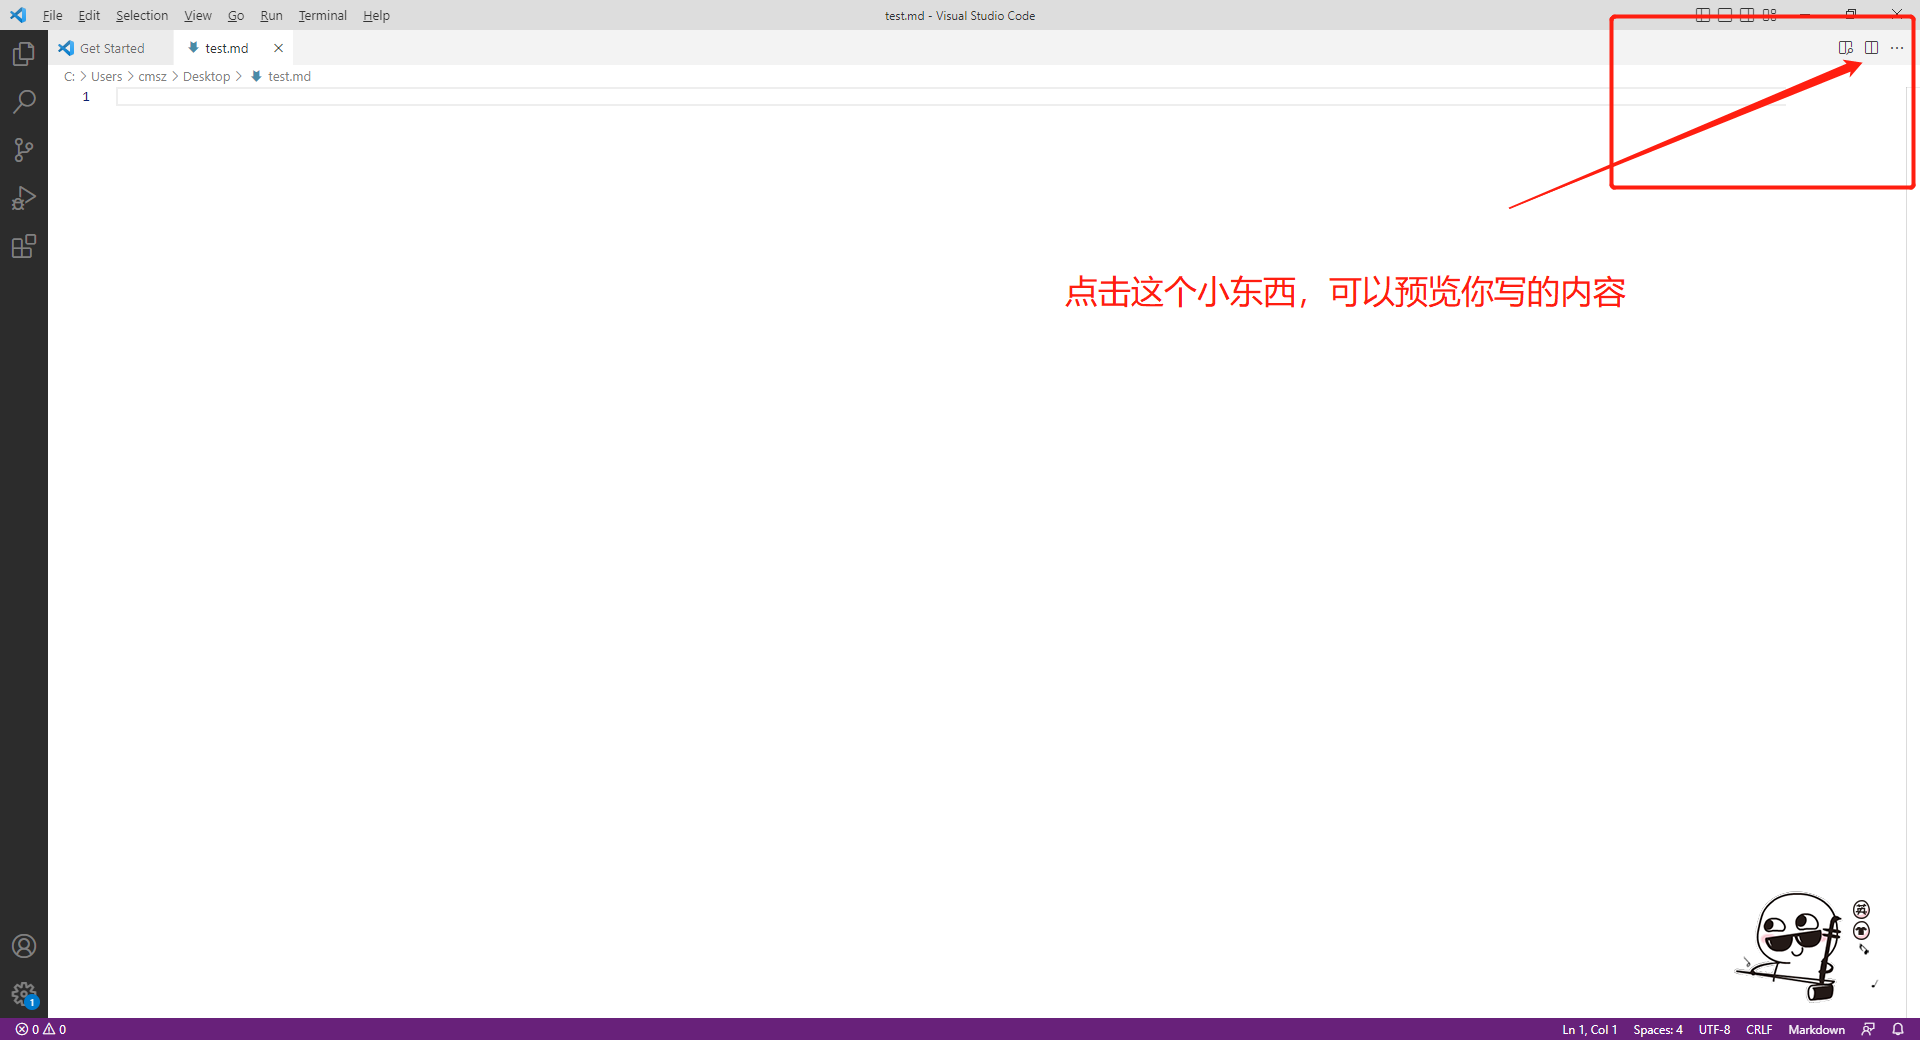 File Edit Selection View Go Run Terminal Help
test.md - Visual Studio Code
Get Started test.md
C: > Users > cmsz > Desktop > test.md
1
点击这个小东西，可以预览你写的内容
英
1
0 0
Ln 1, Col 1 Spaces: 4 UTF-8 CRLF Markdown